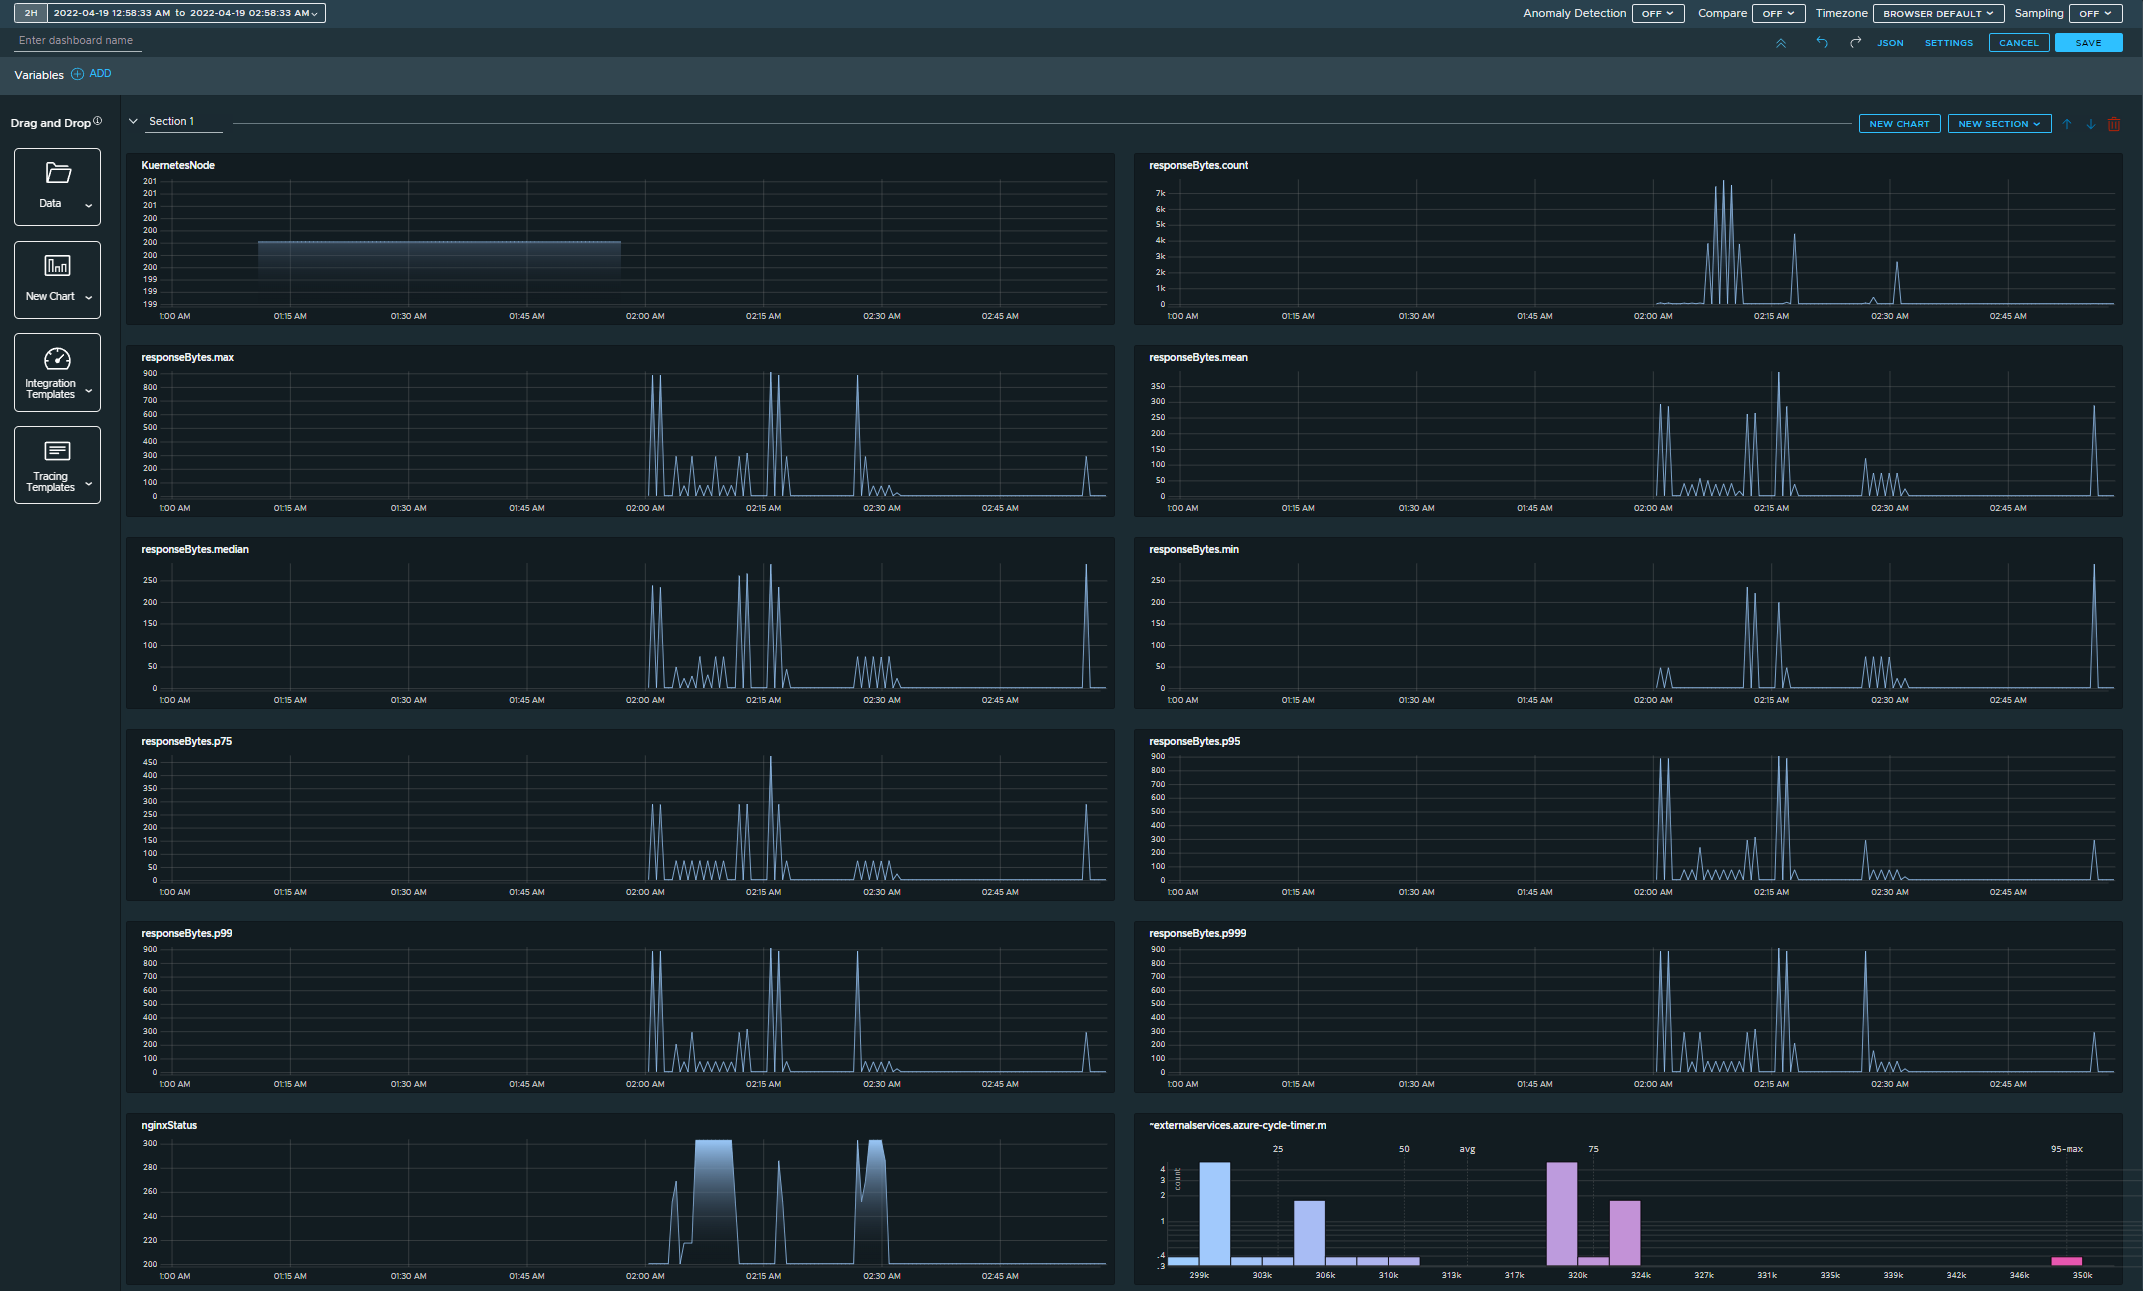 2H 2022-04-19 12:58:33 AM to 2022-04-19 02:58:33 AM Anomaly Detection OFF Compare OFF Timezone BROWSER DEFAULT Sampling OFF
Enter dashboard name JSON SETTINGS CANCEL SAVE
Variables ADD
Drag and Drop
Data
New Chart
Integration
Templates
Tracing
Templates
Section 1 NEW CHART NEW SECTION
KuernetesNode
201
201
201
200
200
200
200
200
199
199
199
1:00 AM 01:15 AM 01:30 AM 01:45 AM 02:00 AM 02:15 AM 02:30 AM 02:45 AM
responseBytes.count
7k
6k
5k
4k
3k
2k
1k
0
1:00 AM 01:15 AM 01:30 AM 01:45 AM 02:00 AM 02:15 AM 02:30 AM 02:45 AM
responseBytes.max
900
800
700
600
500
400
300
200
100
0
1:00 AM 01:15 AM 01:30 AM 01:45 AM 02:00 AM 02:15 AM 02:30 AM 02:45 AM
responseBytes.mean
350
300
250
200
150
100
50
0
1:00 AM 01:15 AM 01:30 AM 01:45 AM 02:00 AM 02:15 AM 02:30 AM 02:45 AM
responseBytes.median
250
200
150
100
50
0
1:00 AM 01:15 AM 01:30 AM 01:45 AM 02:00 AM 02:15 AM 02:30 AM 02:45 AM
responseBytes.min
250
200
150
100
50
0
1:00 AM 01:15 AM 01:30 AM 01:45 AM 02:00 AM 02:15 AM 02:30 AM 02:45 AM
responseBytes.p75
450
400
350
300
250
200
150
100
50
0
1:00 AM 01:15 AM 01:30 AM 01:45 AM 02:00 AM 02:15 AM 02:30 AM 02:45 AM
responseBytes.p95
900
800
700
600
500
400
300
200
100
0
1:00 AM 01:15 AM 01:30 AM 01:45 AM 02:00 AM 02:15 AM 02:30 AM 02:45 AM
responseBytes.p99
900
800
700
600
500
400
300
200
100
0
1:00 AM 01:15 AM 01:30 AM 01:45 AM 02:00 AM 02:15 AM 02:30 AM 02:45 AM
responseBytes.p999
900
800
700
600
500
400
300
200
100
0
1:00 AM 01:15 AM 01:30 AM 01:45 AM 02:00 AM 02:15 AM 02:30 AM 02:45 AM
nginxStatus
300
280
260
240
220
200
1:00 AM 01:15 AM 01:30 AM 01:45 AM 02:00 AM 02:15 AM 02:30 AM 02:45 AM
~externalservices.azure-cycle-timer.m
25 50 avg 75 95-max
count
4
3
2
1
.4
.3
299k 303k 306k 310k 313k 317k 320k 324k 327k 331k 335k 339k 342k 346k 350k